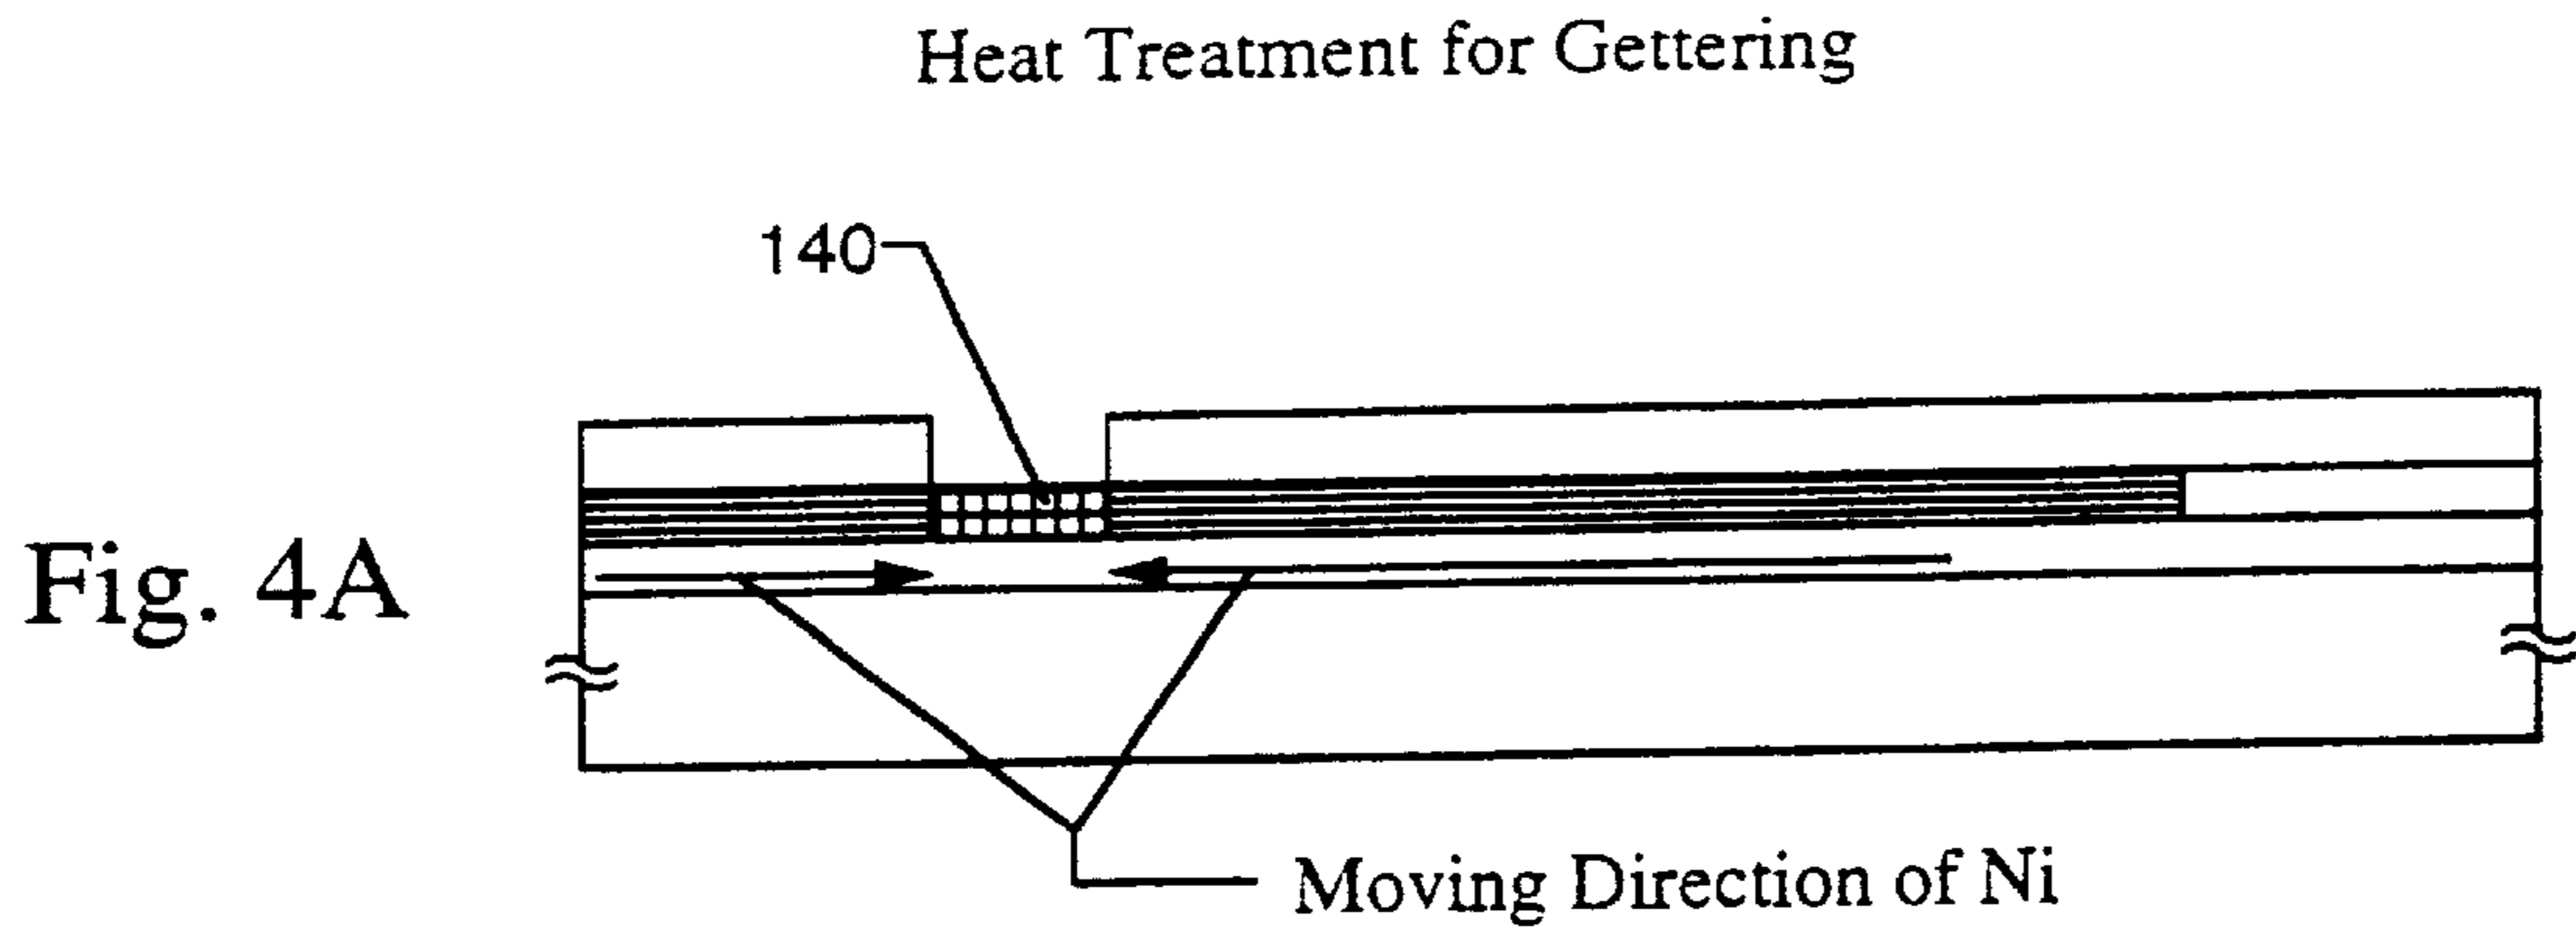 Heat Treatment for Gettering
140
Fig. 4A
Moving Direction of Ni